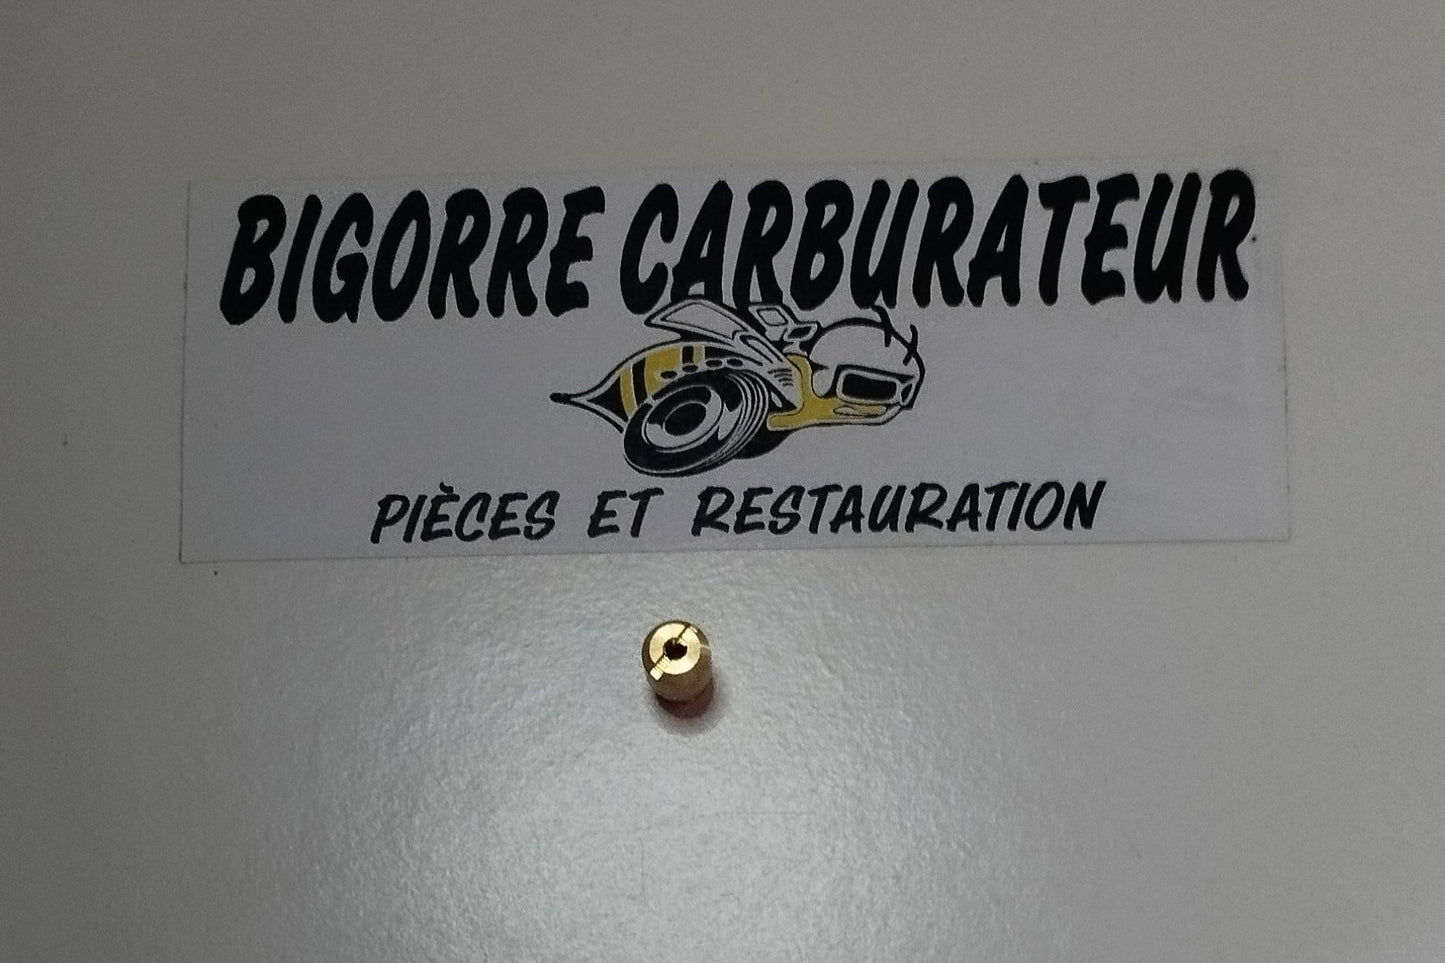 BIGORRE CARBURATEUR
PIÈCES ET RESTAURATION